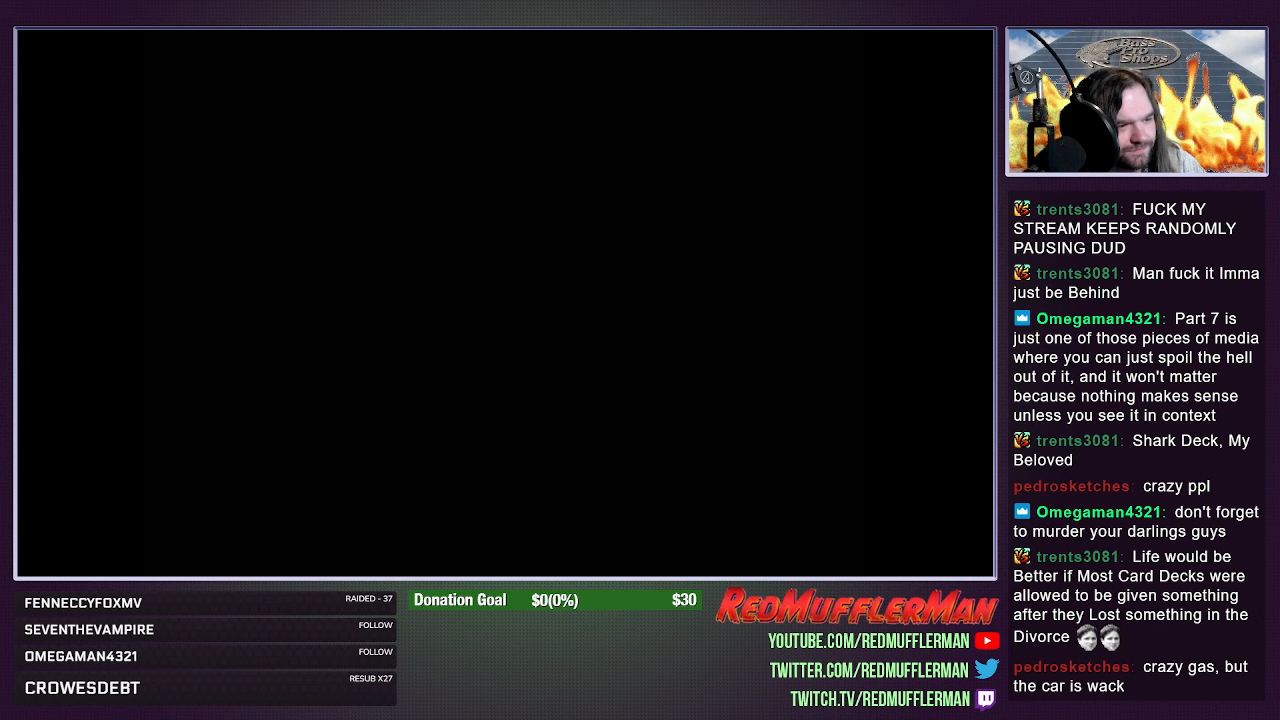 Bass
Pro
Shops
trents3081: FUCK MY
STREAM KEEPS RANDOMLY
PAUSING DUD
trents3081: Man fuck it Imma
just be Behind
Omegaman4321: Part 7 is
just one of those pieces of media
where you can just spoil the hell
out of it, and it won't matter
because nothing makes sense
unless you see it in context
trents3081: Shark Deck, My
Beloved
pedrosketches: crazy ppl
Omegaman4321: don't forget
to murder your darlings guys
trents3081: Life would be
Better if Most Card Decks were
allowed to be given something
after they Lost something in the
Divorce
pedrosketches: crazy gas, but
the car is wack
FENNECCYFOXMV RAIDED - 37
SEVENTHEVAMPIRE FOLLOW
OMEGAMAN4321 FOLLOW
CROWESDEBT RESUB X27
Donation Goal $0(0%) $30
REDMUFFLERMAN
YOUTUBE.COM/REDMUFFLERMAN
TWITTER.COM/REDMUFFLERMAN
TWITCH.TV/REDMUFFLERMAN